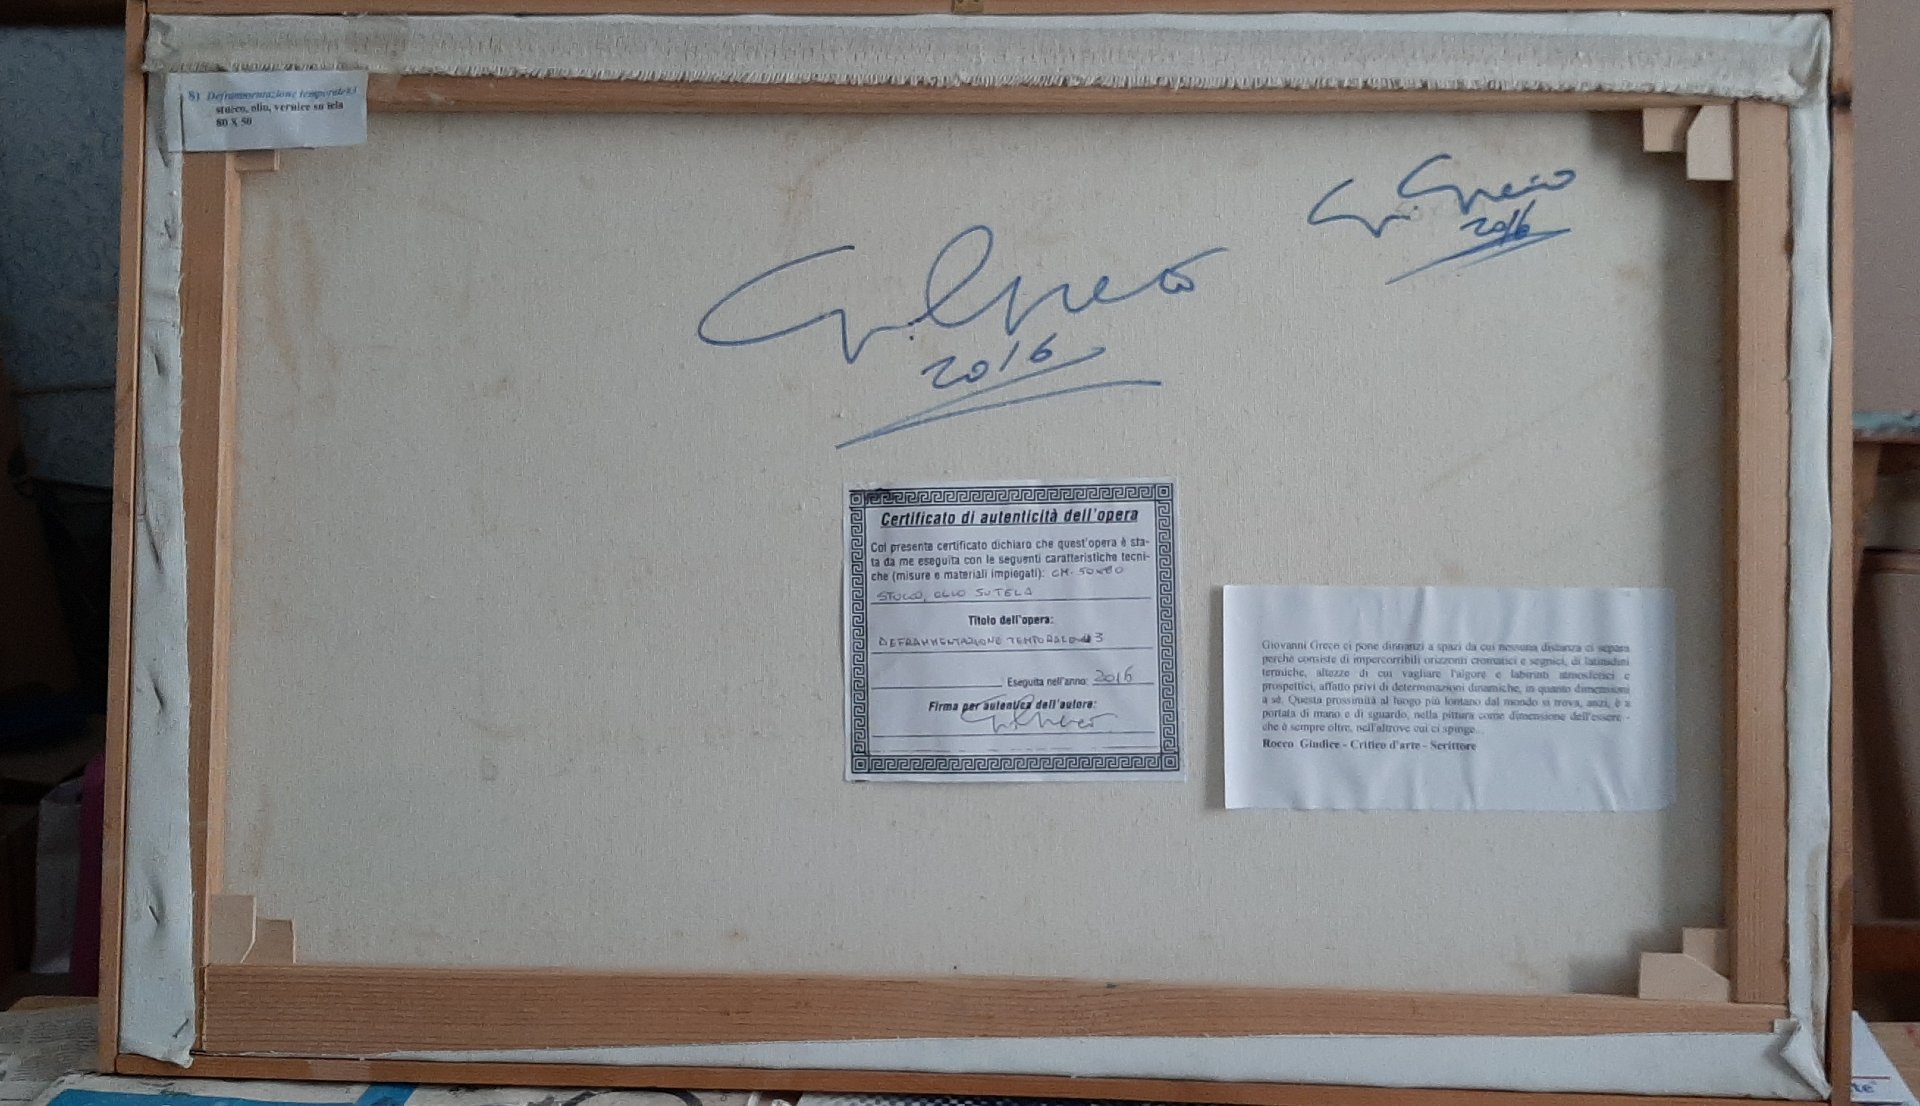 8) Deframmentazione temporale#3
stucco, olio, vernice su tela
80 X 50
G. Greco
2016
G. Greco
2016
Certificato di autenticità dell'opera
Col presente certificato dichiaro che quest'opera è sta-
ta da me eseguita con le seguenti caratteristiche tecni-
che (misure e materiali impiegati): CM. 50x80
STUCCO, OLIO SU TELA
Titolo dell'opera:
DEFRAMMENTAZIONE TEMPORALE 3
Eseguita nell'anno: 2016
Firma per autentica dell'autore:
G. Greco
Giovanni Greco ci pone dinnanzi a spazi da cui nessuna distanza ci separa
perché consiste di impercorribili orizzonti cromatici e segnici, di latitudini
termiche, altezze di cui vagliare l'algore e labirinti atmosferici e
prospettici, affatto privi di determinazioni dinamiche, in quanto dimensioni
a sé. Questa prossimità al luogo più lontano dal mondo si trova, anzi, è a
portata di mano e di sguardo, nella pittura come dimensione dell'essere -
che è sempre oltre, nell'altrove cui ci spinge...
Rocco Giudice - Critico d'arte - Scrittore